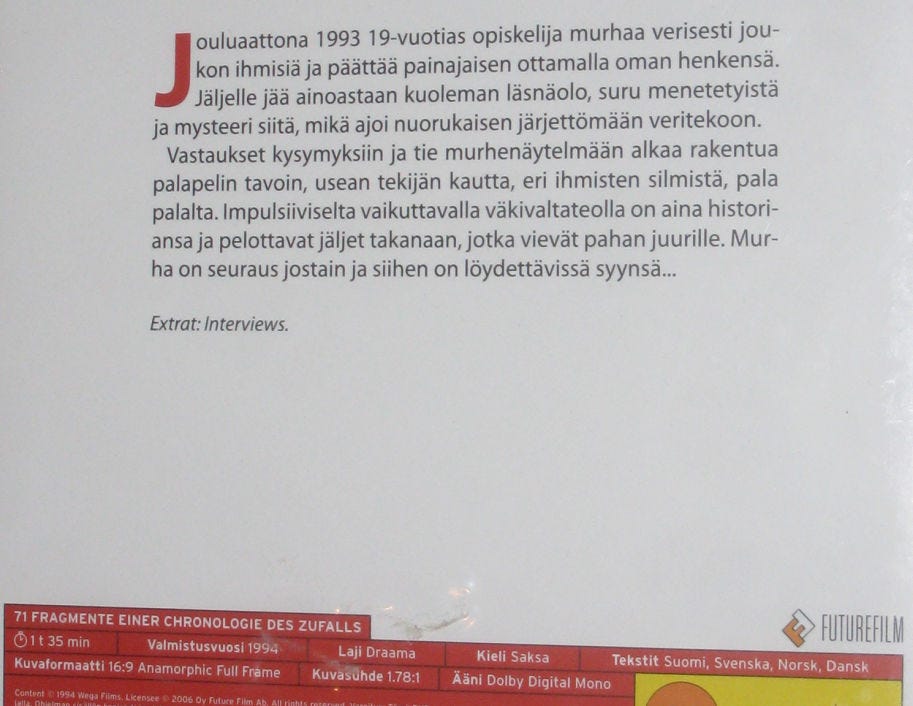 Jouluaattona 1993 19-vuotias opiskelija murhaa verisesti jou-
kon ihmisiä ja päättää painajaisen ottamalla oman henkensä.
Jäljelle jää ainoastaan kuoleman läsnäolo, suru menetetyistä
ja mysteeri siitä, mikä ajoi nuorukaisen järjettömään veritekoon.
Vastaukset kysymyksiin ja tie murhenäytelmään alkaa rakentua
palapelin tavoin, usean tekijän kautta, eri ihmisten silmistä, pala
palalta. Impulsiiviselta vaikuttavalla väkivaltateolla on aina histori-
ansa ja pelottavat jäljet takanaan, jotka vievät pahan juurille. Mur-
ha on seuraus jostain ja siihen on löydettävissä syynsä...
Extrat: Interviews.
71 FRAGMENTE EINER CHRONOLOGIE DES ZUFALLS
FUTUREFILM
1 t 35 min Valmistusvuosi 1994 Laji Draama Kieli Saksa Tekstit Suomi, Svenska, Norsk, Dansk
Kuvaformaatti 16:9 Anamorphic Full Frame Kuvasuhde 1.78:1 Ääni Dolby Digital Mono
Content © 1994 Wega Films. Licensee © 2006 Oy Future Film Ab. All rights reserved.